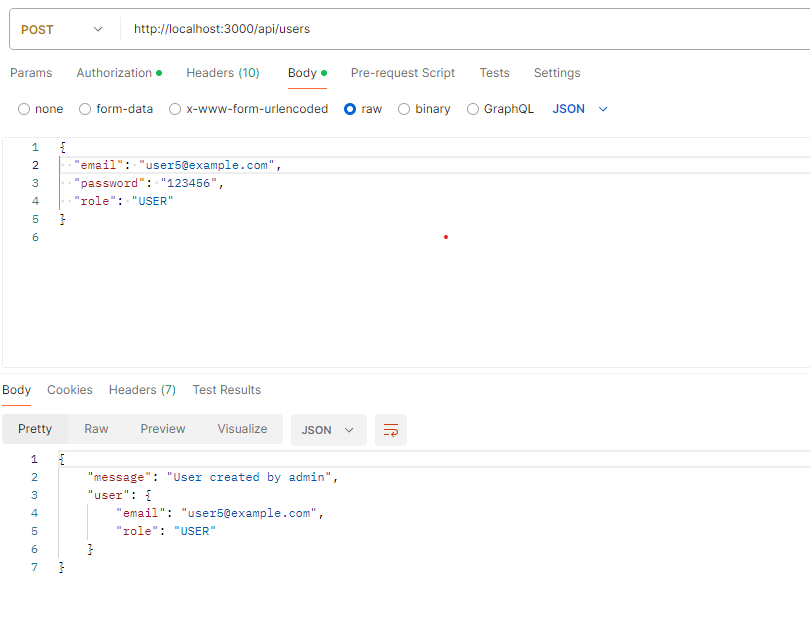 POST http://localhost:3000/api/users
Params Authorization Headers (10) Body Pre-request Script Tests Settings
none form-data x-www-form-urlencoded raw binary GraphQL JSON
1 {
2 "email": "user5@example.com",
3 "password": "123456",
4 "role": "USER"
5 }
6
Body Cookies Headers (7) Test Results
Pretty Raw Preview Visualize JSON
1 {
2 "message": "User created by admin",
3 "user": {
4 "email": "user5@example.com",
5 "role": "USER"
6 }
7 }